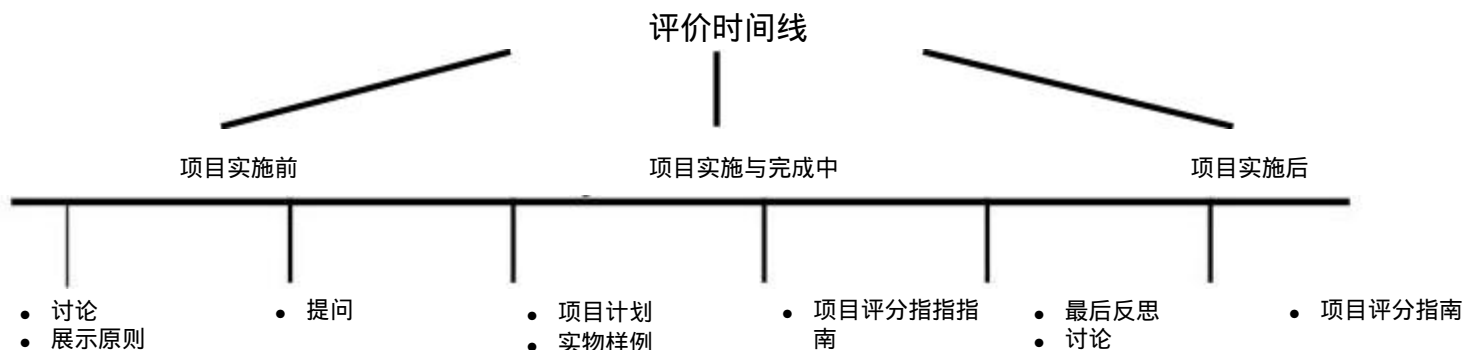 评价时间线
项目实施前
项目实施与完成中
项目实施后
• 讨论
• 展示原则
• 提问
• 项目计划
• 实物样例
• 项目评分指指指
南
• 最后反思
• 讨论
• 项目评分指南